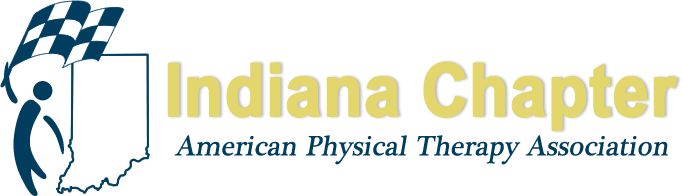 Indiana Chapter
American Physical Therapy Association